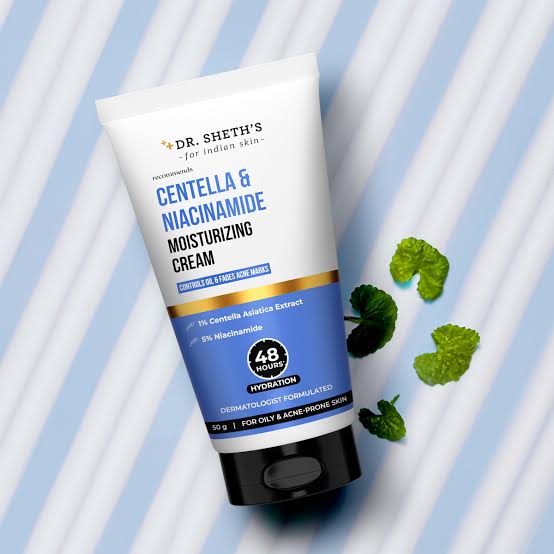 DR. SHETH'S
-for indian skin-
recommends
CENTELLA &
NIACINAMIDE
MOISTURIZING
CREAM
CONTROLS OIL & FADES ACNE MARKS
1% Centella Asiatica Extract
5% Niacinamide
48
HOURS*
HYDRATION
DERMATOLOGIST FORMULATED
50 g | FOR OILY & ACNE-PRONE SKIN